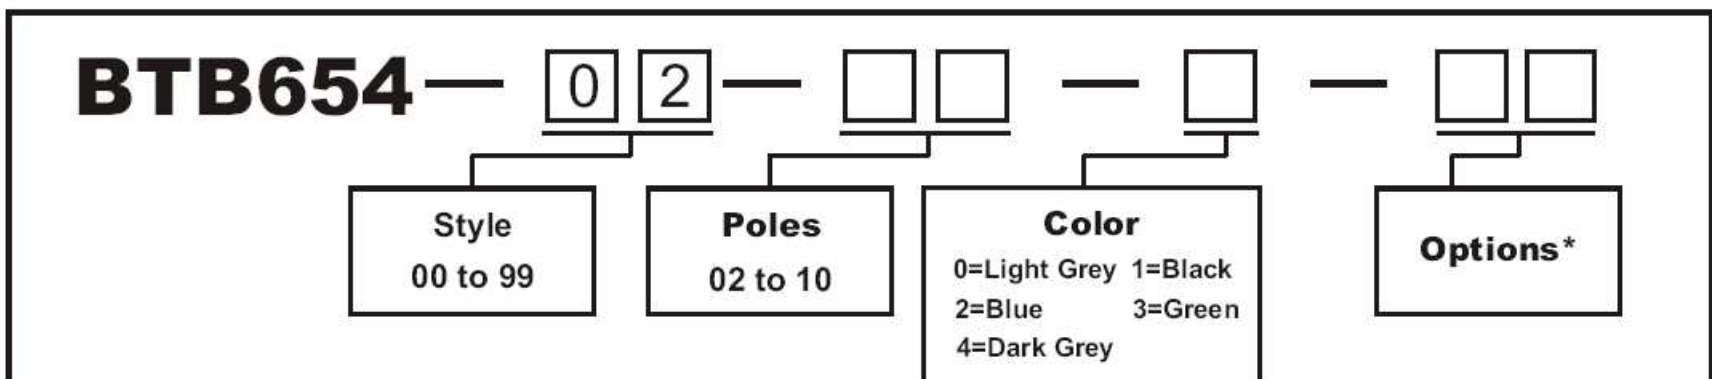 BTB654 — 0 2 — — —
Style
00 to 99
Poles
02 to 10
Color
0=Light Grey 1=Black
2=Blue 3=Green
4=Dark Grey
Options*